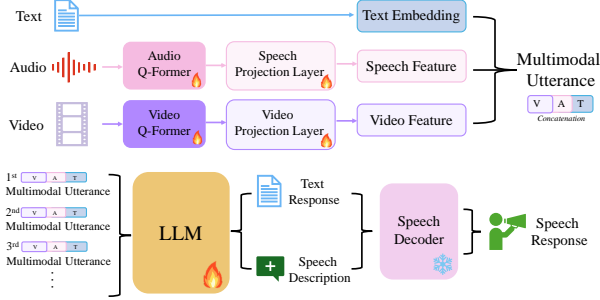 Text
Text Embedding
Audio
Audio
Q-Former
Speech
Projection Layer
Speech Feature
Multimodal
Utterance
V A T
Concatenation
Video
Video
Q-Former
Video
Projection Layer
Video Feature
1st V A T
Multimodal Utterance
2nd V A T
Multimodal Utterance
3rd V A T
Multimodal Utterance
⋮
LLM
Text
Response
Speech
Description
Speech
Decoder
Speech
Response